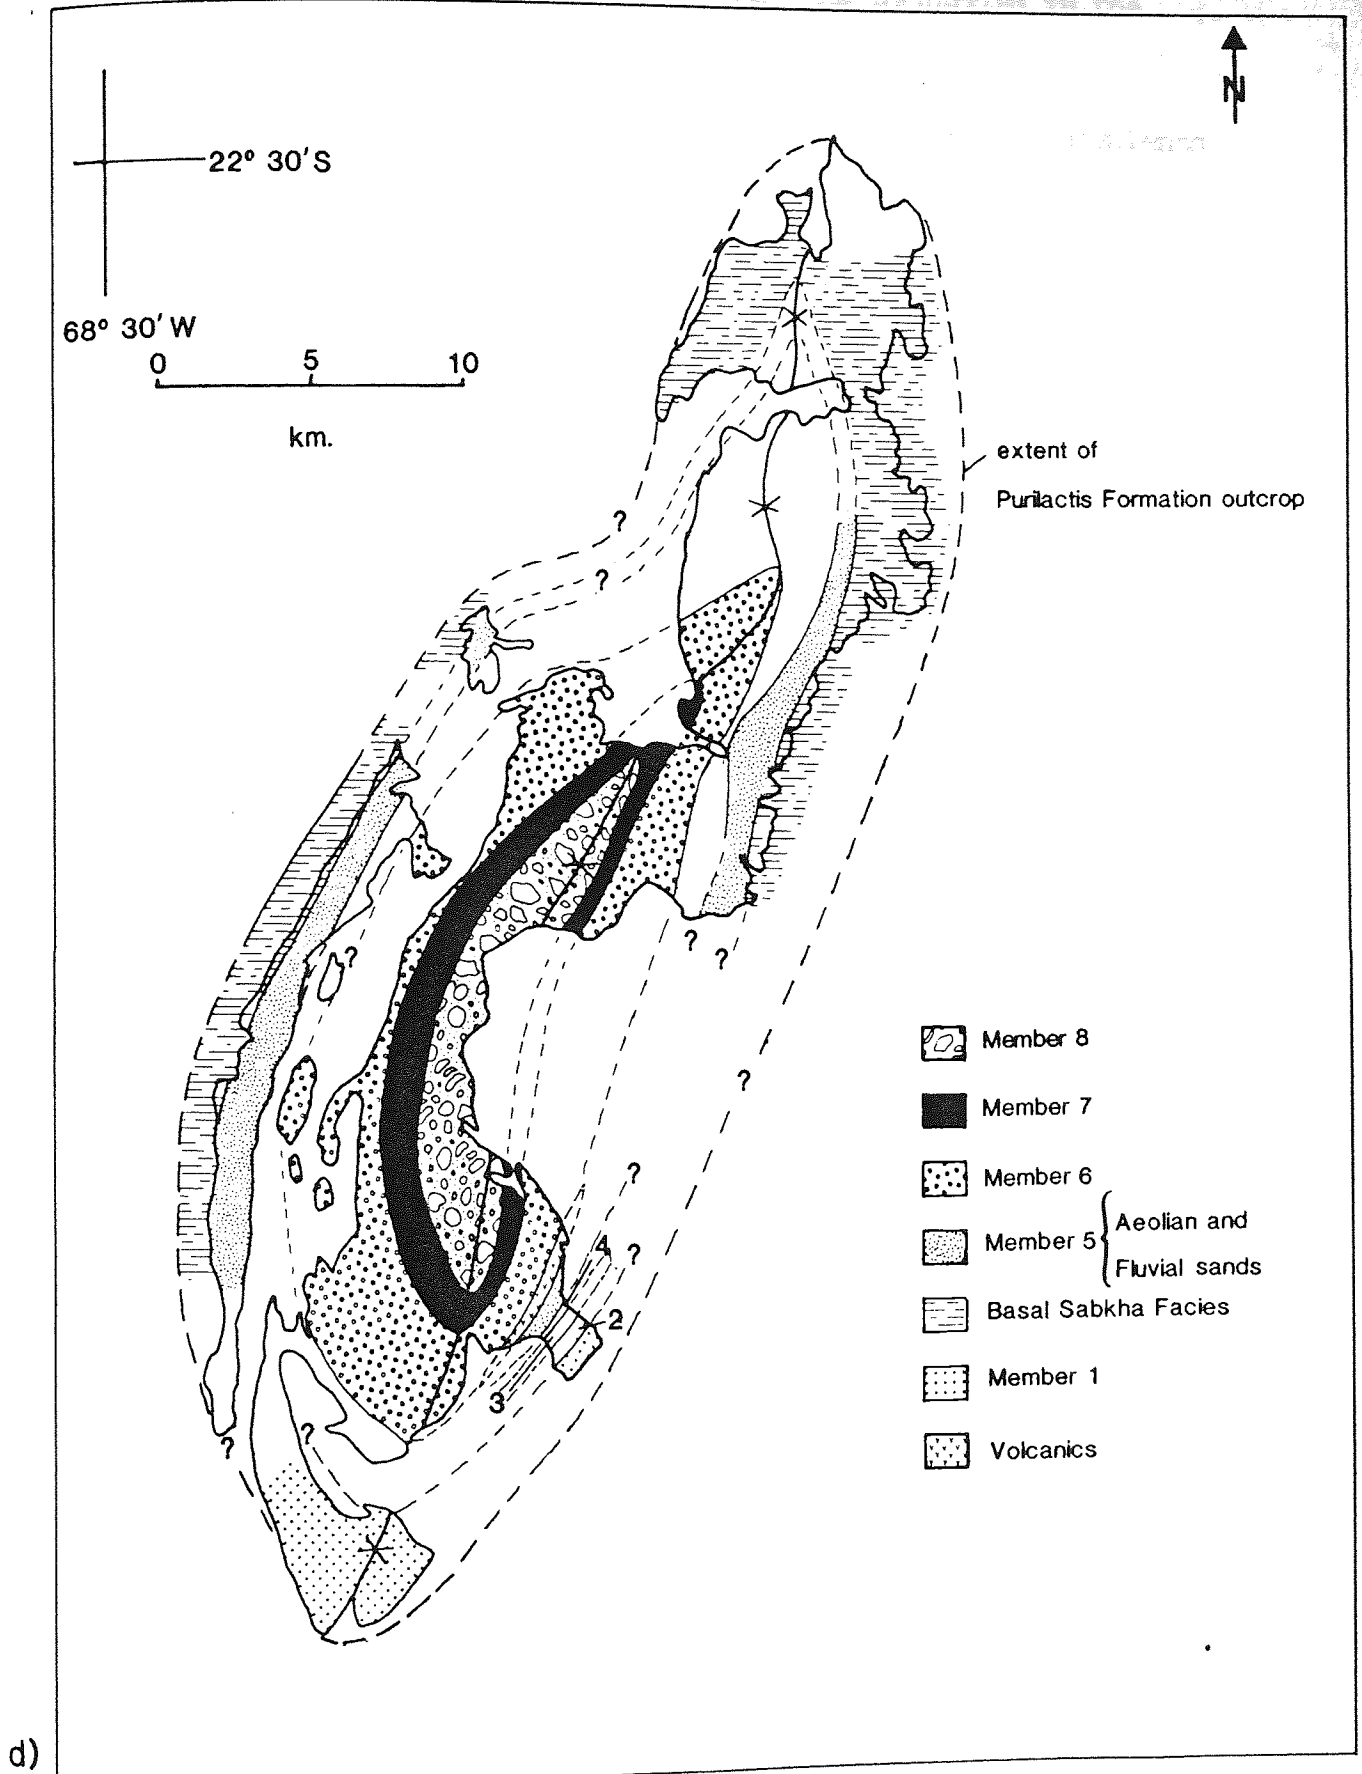 N
22° 30'S
68° 30'W
0 5 10
km.
extent of
Purilactis Formation outcrop
?
?
?
?
?
?
?
4 ?
2
3
?
?
Member 8
Member 7
Member 6
Member 5
Aeolian and
Fluvial sands
Basal Sabkha Facies
Member 1
Volcanics
d)